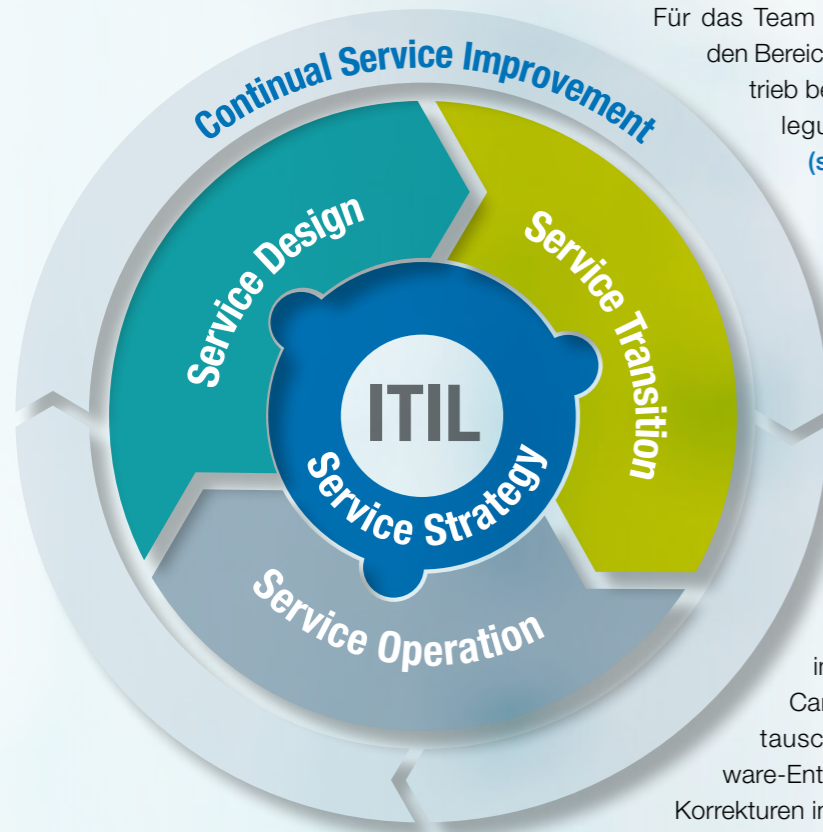 Für das Team
den Bereic
trieb be
legu
(s
Continual Service Improvement
Service Design
Service Transition
ITIL
Service Strategy
Service Operation
in
Car
tausc
ware-Ent
Korrekturen in